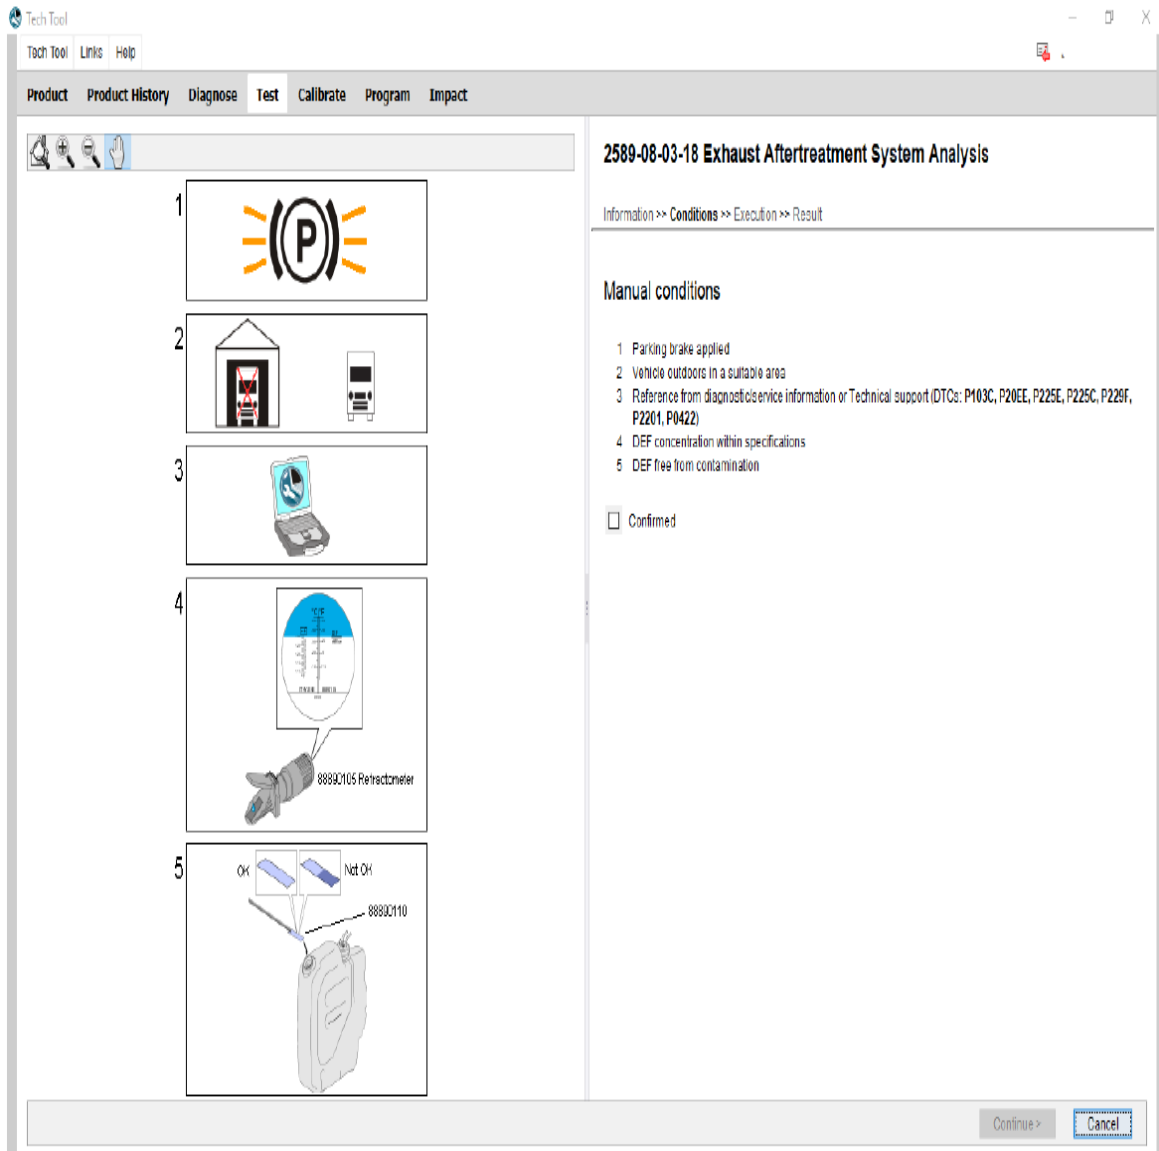 Tech Tool
Tech Tool Links Help
Product Product History Diagnose Test Calibrate Program Impact
1
P
2
3
4
88890105 Refractometer
5
OK
Not OK
88890110
2589-08-03-18 Exhaust Aftertreatment System Analysis
Information >> Conditions >> Execution >> Result
Manual conditions
1 Parking brake applied
2 Vehicle outdoors in a suitable area
3 Reference from diagnostic/service information or Technical support (DTCs: P103C, P20EE, P225E, P225C, P229F,
P2201, P0422)
4 DEF concentration within specifications
5 DEF free from contamination
Confirmed
Continue >
Cancel